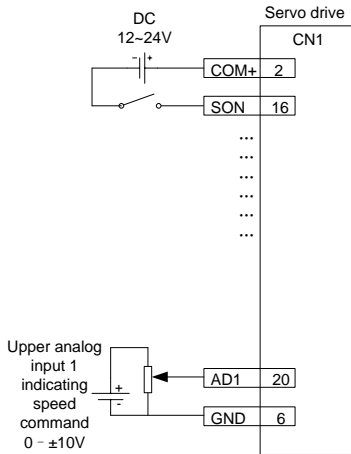 DC
12~24V
Servo drive
CN1
- +
COM+ 2
SON 16
...
...
...
...
...
...
Upper analog
input 1
indicating
speed
command
0 - ±10V
+
-
AD1 20
GND 6